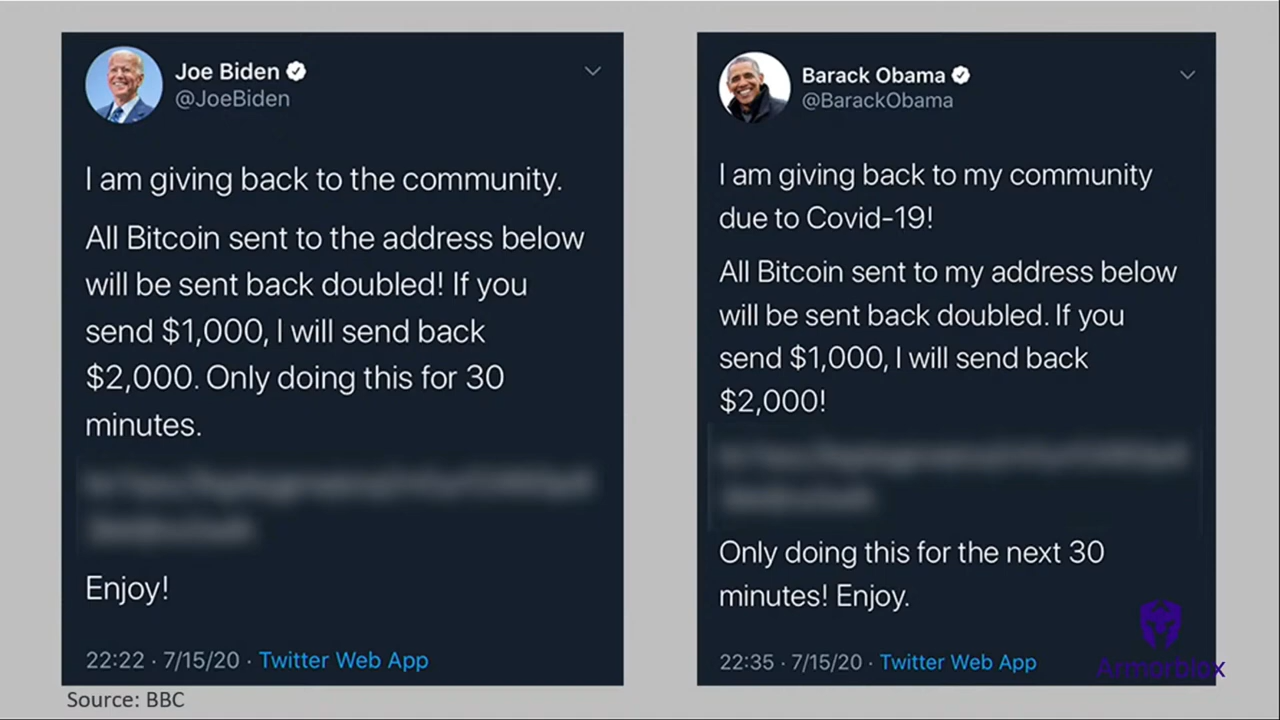 Joe Biden
@JoeBiden
I am giving back to the community.
All Bitcoin sent to the address below
will be sent back doubled! If you
send $1,000, I will send back
$2,000. Only doing this for 30
minutes.
Enjoy!
22:22 · 7/15/20 · Twitter Web App
Barack Obama
@BarackObama
I am giving back to my community
due to Covid-19!
All Bitcoin sent to my address below
will be sent back doubled. If you
send $1,000, I will send back
$2,000!
Only doing this for the next 30
minutes! Enjoy.
22:35 · 7/15/20 · Twitter Web App
Armorblox
Source: BBC